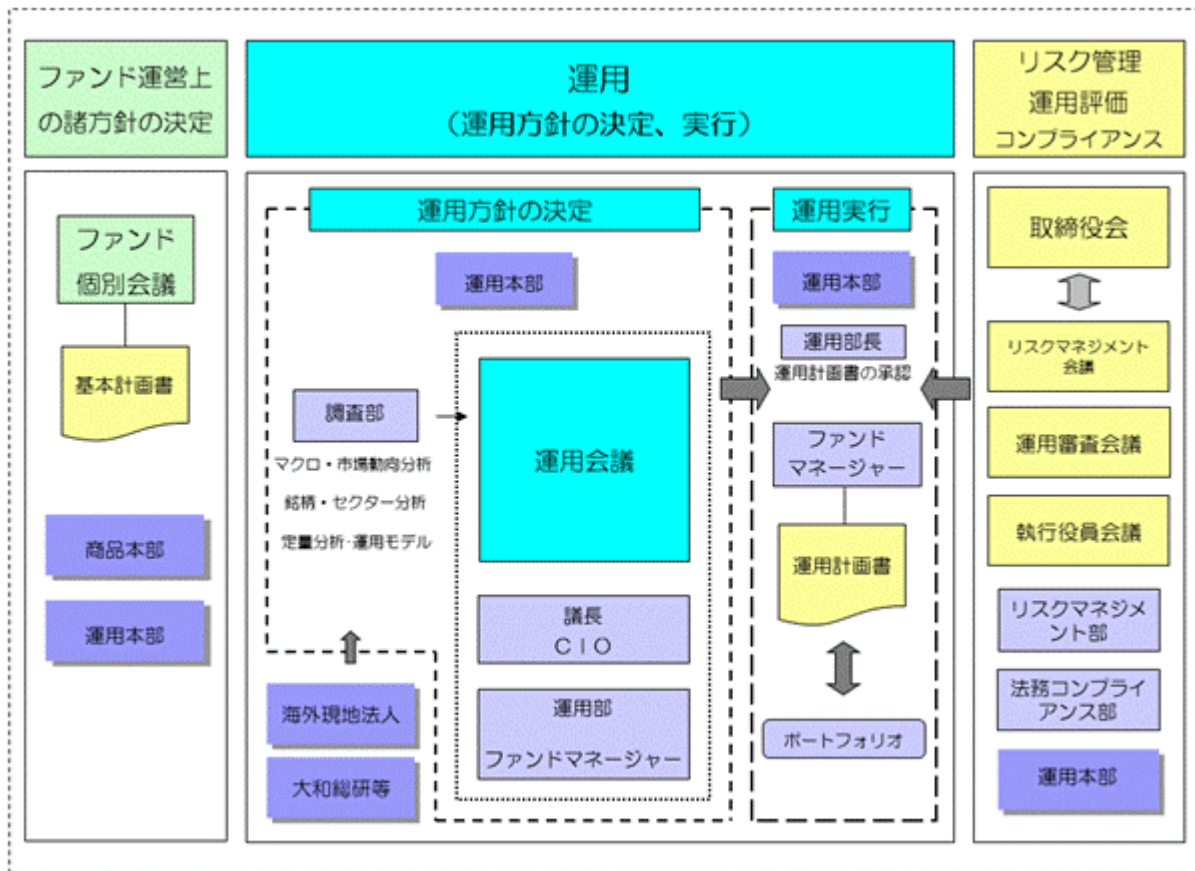 ファンド運営上
の諸方針の決定
運用
（運用方針の決定、実行）
リスク管理
運用評価
コンプライアンス
ファンド
個別会議
基本計画書
商品本部
運用本部
運用方針の決定
運用本部
調査部
マクロ・市場動向分析
銘柄・セクター分析
定量分析・運用モデル
運用会議
議長
ＣＩＯ
運用部
ファンドマネージャー
海外現地法人
大和総研等
運用実行
運用本部
運用部長
運用計画書の承認
ファンド
マネージャー
運用計画書
ポートフォリオ
取締役会
リスクマネジメント
会議
運用審査会議
執行役員会議
リスクマネジメ
ント部
法務コンプライ
アンス部
運用本部